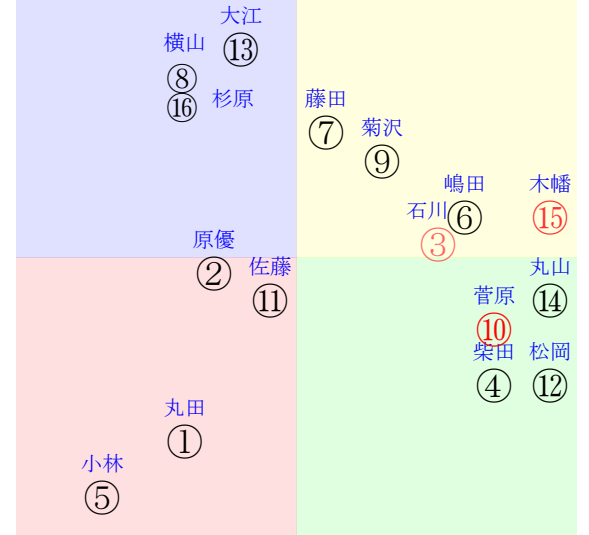 大江
⑬
横山
⑧
⑯
杉原
藤田
⑦
菊沢
⑨
嶋田
⑥
木幡
⑮
石川
③
原優
②
佐藤
⑪
丸山
⑭
菅原
⑩
柴田
④
松岡
⑫
丸田
①
小林
⑤